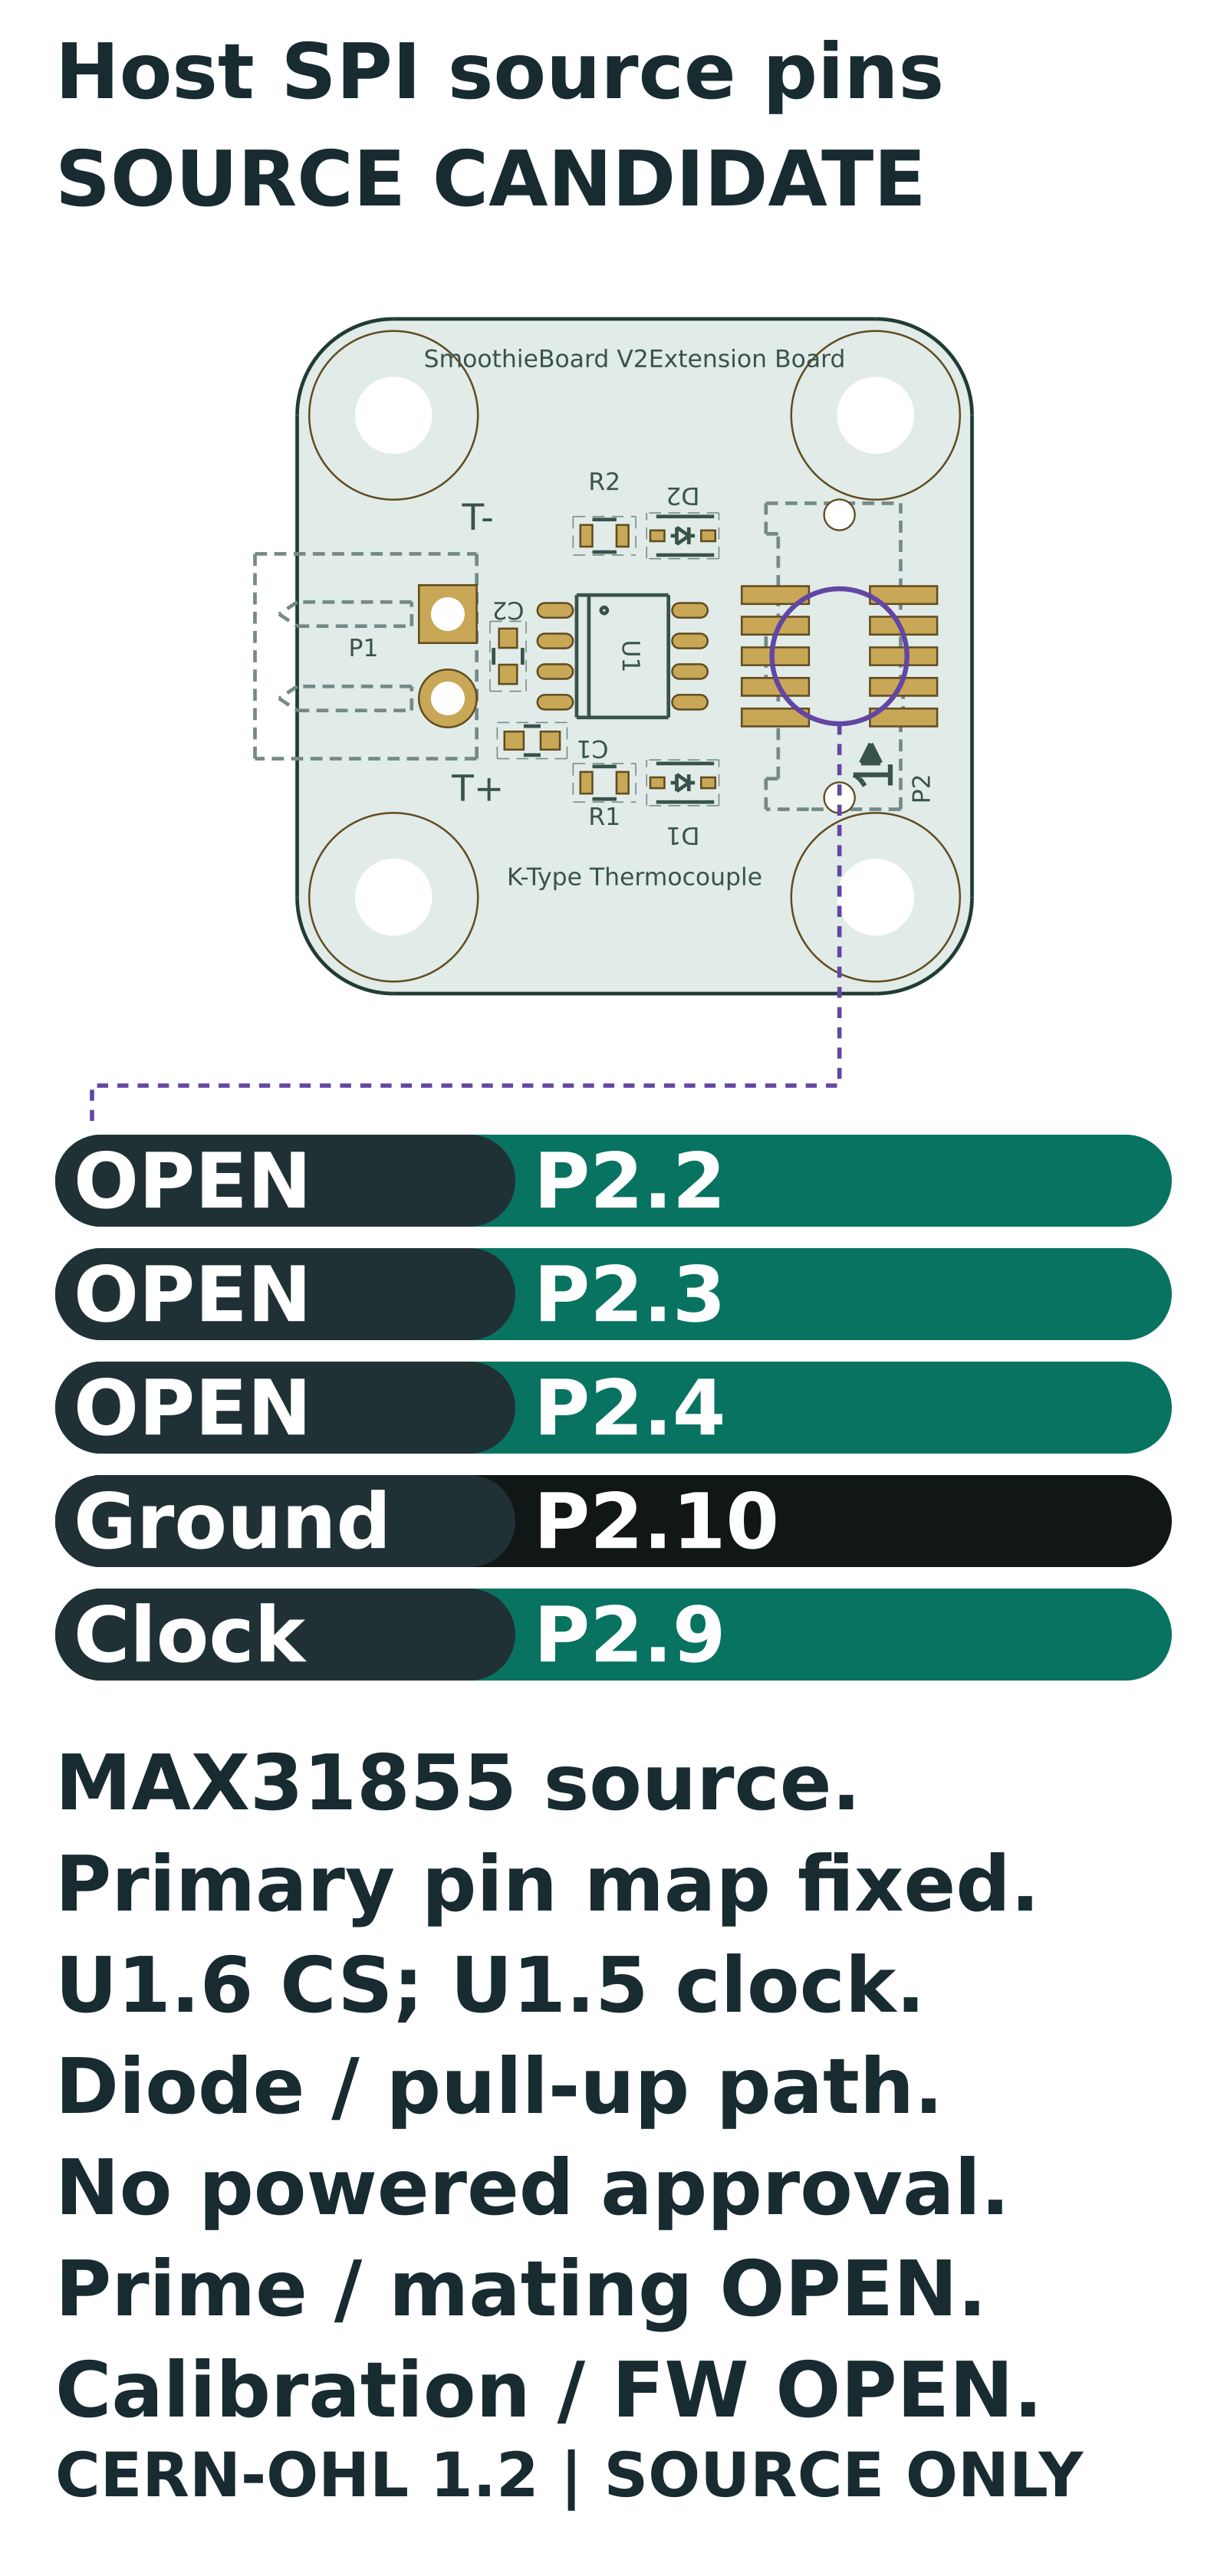 Host SPI source pins
SOURCE CANDIDATE
SmoothieBoard V2Extension Board
R2
D2
T-
C2
P1
U1
C1
1
T+
P2
R1
D1
K-Type Thermocouple
OPEN P2.2
OPEN P2.3
OPEN P2.4
Ground P2.10
Clock P2.9
MAX31855 source.
Primary pin map fixed.
U1.6 CS; U1.5 clock.
Diode / pull-up path.
No powered approval.
Prime / mating OPEN.
Calibration / FW OPEN.
CERN-OHL 1.2 | SOURCE ONLY